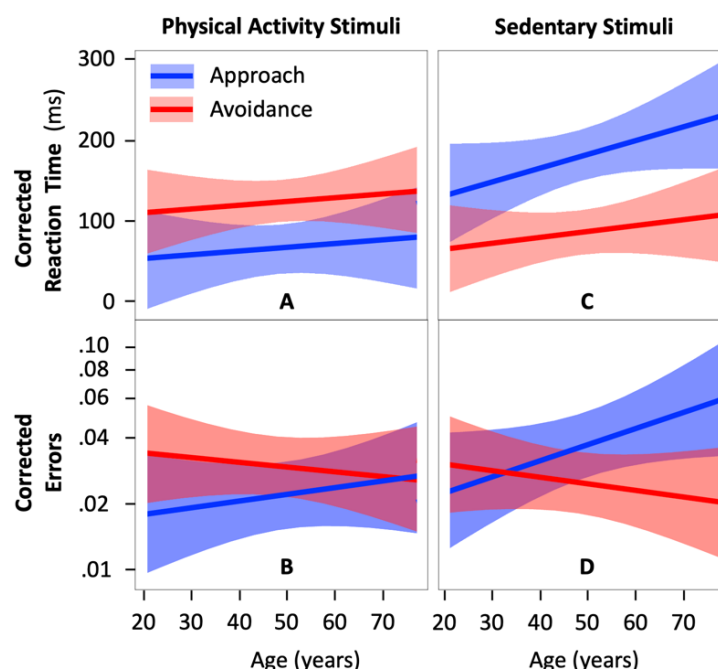 Physical Activity Stimuli
Sedentary Stimuli
Corrected
Reaction Time (ms)
300
200
100
0
Approach
Avoidance
A
C
Corrected
Errors
.10
.08
.06
.04
.02
.01
B
D
20 30 40 50 60 70
20 30 40 50 60 70
Age (years)
Age (years)